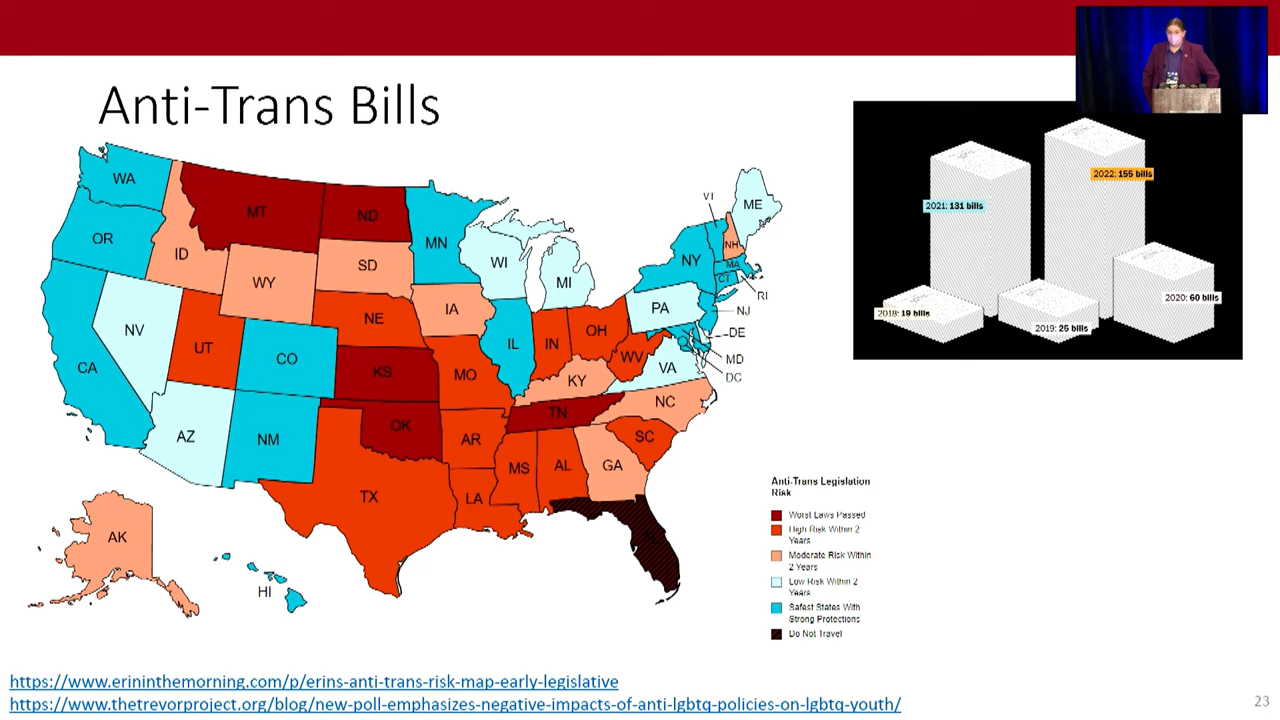 Anti-Trans Bills
WA
OR
CA
NV
ID
MT
WY
UT
AZ
CO
NM
ND
SD
NE
KS
OK
TX
MN
IA
MO
AR
LA
WI
IL
MI
IN
OH
KY
TN
MS
AL
GA
WV
VA
NC
SC
PA
NY
VT
NH
ME
MA
CT
RI
NJ
DE
MD
DC
AK
HI
2021: 131 bills
2022: 155 bills
2018: 19 bills
2019: 25 bills
2020: 60 bills
Anti-Trans Legislation
Risk
Worst Laws Passed
High Risk Within 2
Years
Moderate Risk Within
2 Years
Low Risk Within 2
Years
Safest States With
Strong Protections
Do Not Travel
https://www.erininthemorning.com/p/erins-anti-trans-risk-map-early-legislative
https://www.thetrevorproject.org/blog/new-poll-emphasizes-negative-impacts-of-anti-lgbtq-policies-on-lgbtq-youth/
23